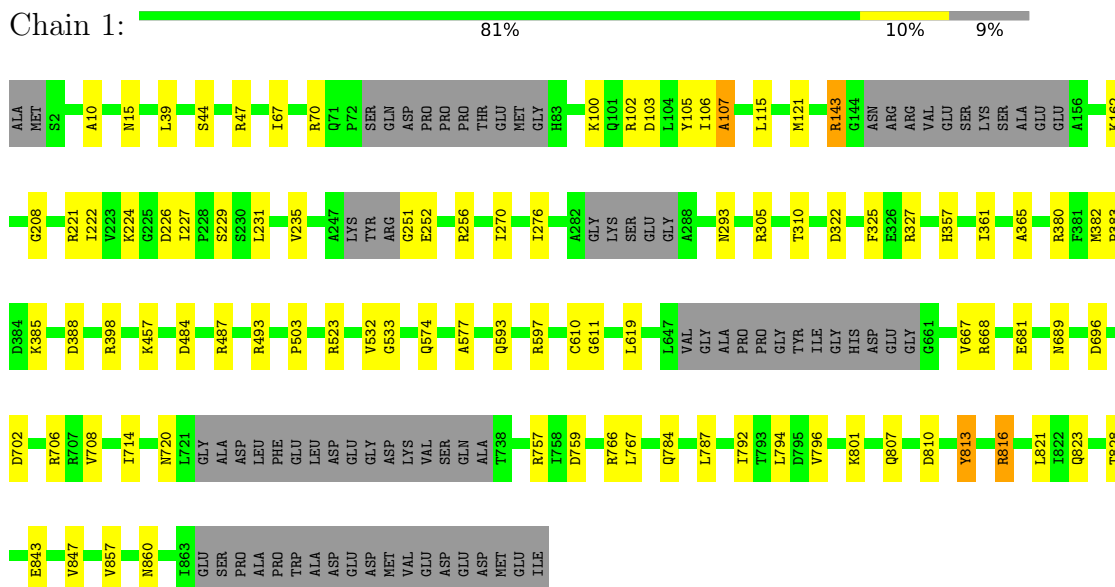 Chain 1:
81% 10% 9%
ALA MET S2 A10 N15 L39 S44 R47 I67 R70 Q71 P72 SER GLN ASP PRO PRO PRO THR GLU MET GLY H83 K100 Q101 R102 D103 L104 Y105 I106 A107 L115 M121 R143 G144 ASN ARG ARG VAL GLU SER LYS SER ALA GLU GLU A156
G208 R221 I222 V223 K224 G225 D226 I227 P228 S229 S230 L231 V235 A247 LYS TYR ARG G251 E252 R256 I270 I276 A282 GLY LYS SER GLU GLY A288 N293 R305 T310 D322 F325 E326 R327 H357 I361 A365 R380 F381 M382
D384 K385 D388 R398 K457 D484 R487 R493 P503 R523 V532 G533 Q574 A577 Q593 R597 C610 G611 L619 L647 VAL GLY ALA PRO PRO GLY TYR ILE GLY HIS ASP GLU GLY G661 V667 R668 E681 N689 D696
D702 R706 R707 V708 I714 N720 L721 GLY ALA ASP LEU PHE GLU LEU ASP GLU GLY ASP LYS VAL SER GLN ALA T738 R757 I758 D759 R766 L767 Q784 L787 I792 T793 L794 D795 V796 K801 Q807 D810 Y813 R816 L821 I822 Q823
E843 V847 V857 N860 I863 GLU SER PRO ALA PRO TRP ALA ASP GLU ASP MET VAL GLU ASP GLU ASP MET GLU ILE